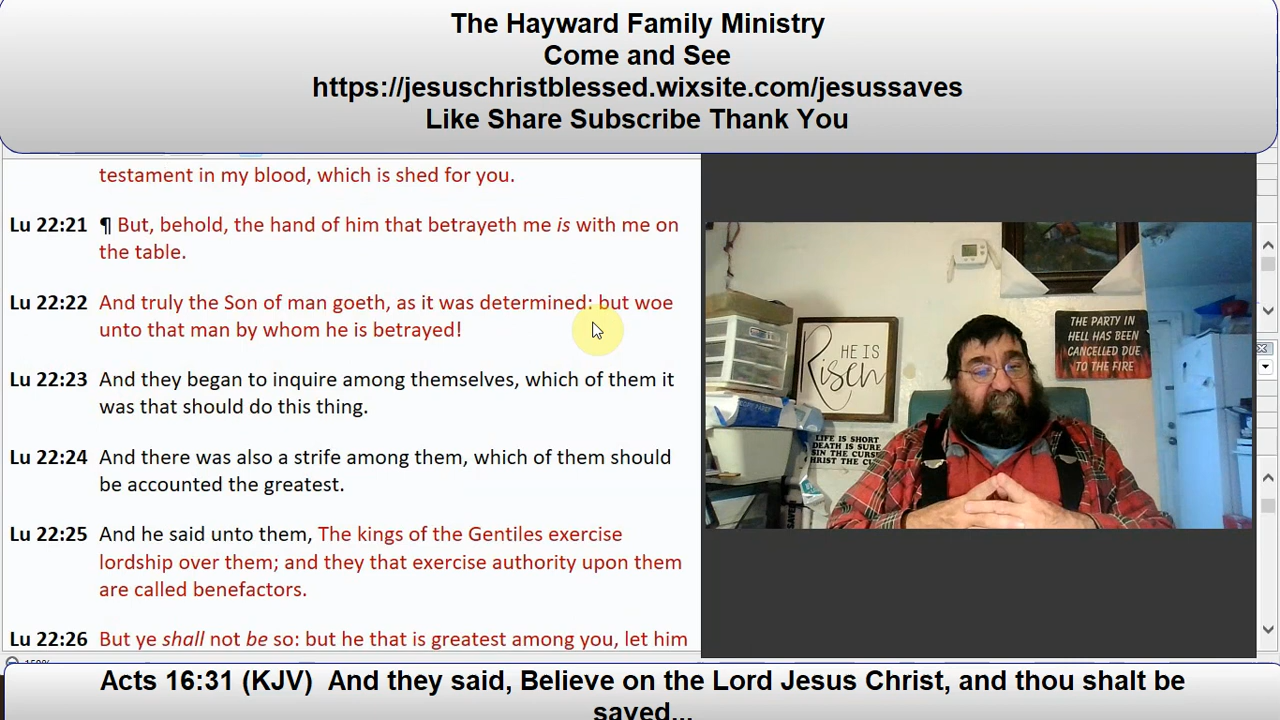 The Hayward Family Ministry
Come and See
https://jesuschristblessed.wixsite.com/jesussaves
Like Share Subscribe Thank You
testament in my blood, which is shed for you.
Lu 22:21 ¶ But, behold, the hand of him that betrayeth me is with me on
the table.
Lu 22:22 And truly the Son of man goeth, as it was determined: but woe
unto that man by whom he is betrayed!
Lu 22:23 And they began to inquire among themselves, which of them it
was that should do this thing.
Lu 22:24 And there was also a strife among them, which of them should
be accounted the greatest.
Lu 22:25 And he said unto them, The kings of the Gentiles exercise
lordship over them; and they that exercise authority upon them
are called benefactors.
Lu 22:26 But ye shall not be so: but he that is greatest among you, let him
HE IS
Risen
THE PARTY IN
HELL HAS BEEN
CANCELLED DUE
TO THE FIRE
LIFE IS SHORT
DEATH IS SURE
SIN THE CURSE
CHRIST THE
Acts 16:31 (KJV) And they said, Believe on the Lord Jesus Christ, and thou shalt be
saved...